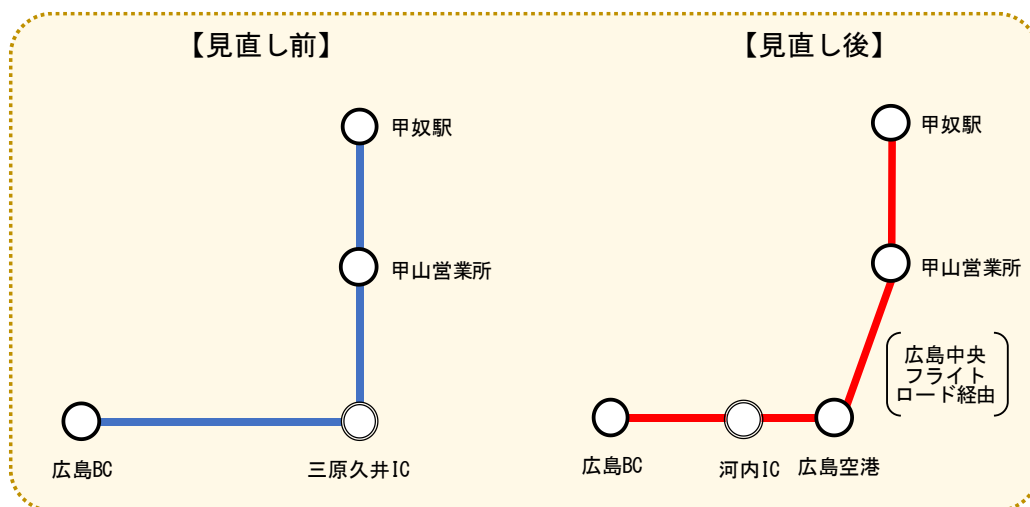 【見直し前】
甲奴駅
甲山営業所
広島BC
三原久井IC
【見直し後】
甲奴駅
甲山営業所
広島中央
フライト
ロード経由
広島BC
河内IC
広島空港